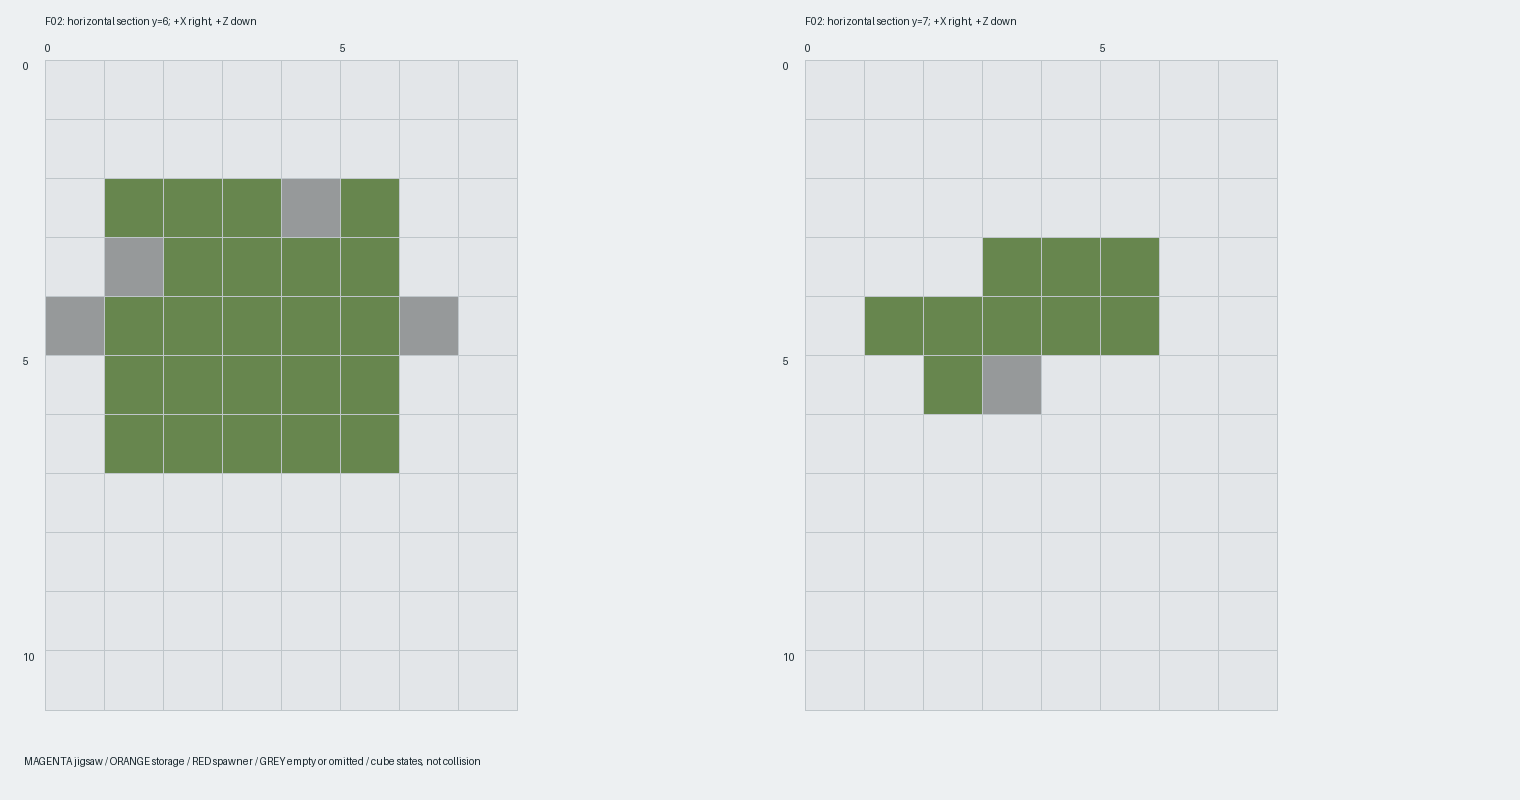 F02: horizontal section y=6; +X right, +Z down
0 5
0
5
10
F02: horizontal section y=7; +X right, +Z down
0 5
0
5
10
MAGENTA jigsaw / ORANGE storage / RED spawner / GREY empty or omitted / cube states, not collision